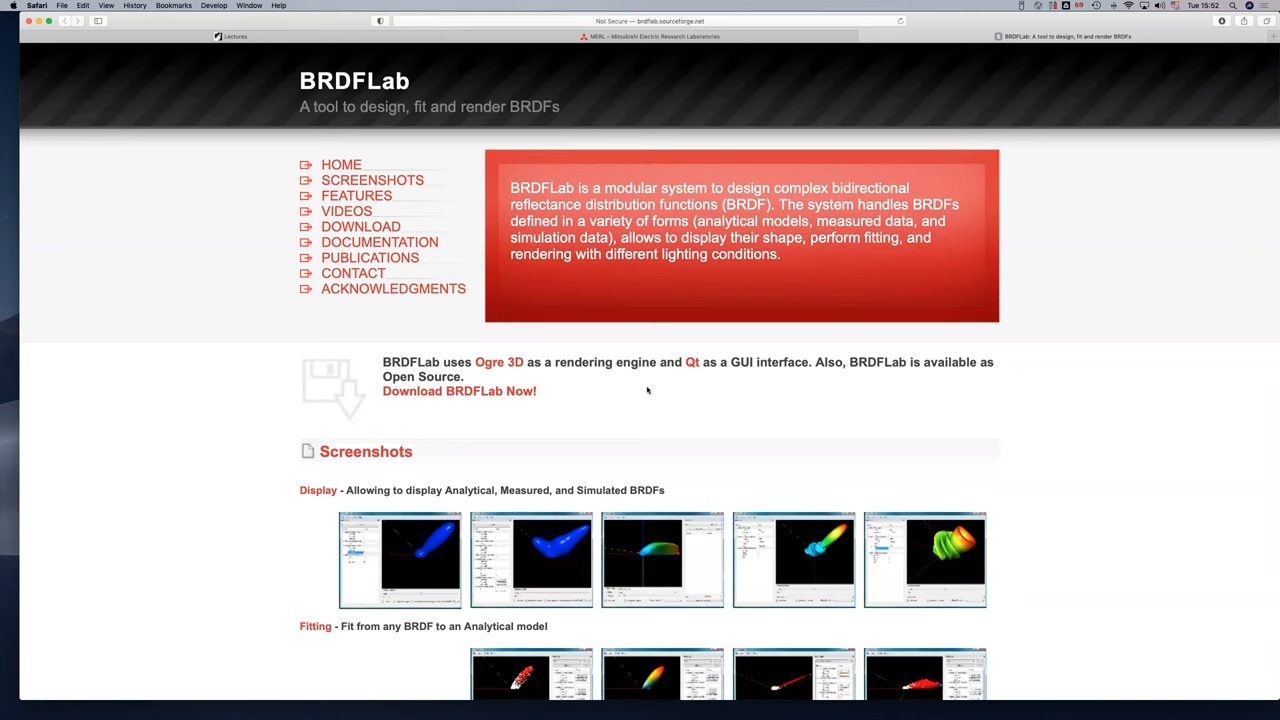 Safari File Edit View History Bookmarks Develop Window Help
69 Tue 15:52
Not Secure — brdflab.sourceforge.net
Lectures
MERL – Mitsubishi Electric Research Laboratories
BRDFLab: A tool to design, fit and render BRDFs
BRDFLab
A tool to design, fit and render BRDFs
HOME
SCREENSHOTS
FEATURES
VIDEOS
DOWNLOAD
DOCUMENTATION
PUBLICATIONS
CONTACT
ACKNOWLEDGMENTS
BRDFLab is a modular system to design complex bidirectional
reflectance distribution functions (BRDF). The system handles BRDFs
defined in a variety of forms (analytical models, measured data, and
simulation data), allows to display their shape, perform fitting, and
rendering with different lighting conditions.
BRDFLab uses Ogre 3D as a rendering engine and Qt as a GUI interface. Also, BRDFLab is available as
Open Source.
Download BRDFLab Now!
Screenshots
Display - Allowing to display Analytical, Measured, and Simulated BRDFs
Fitting - Fit from any BRDF to an Analytical model